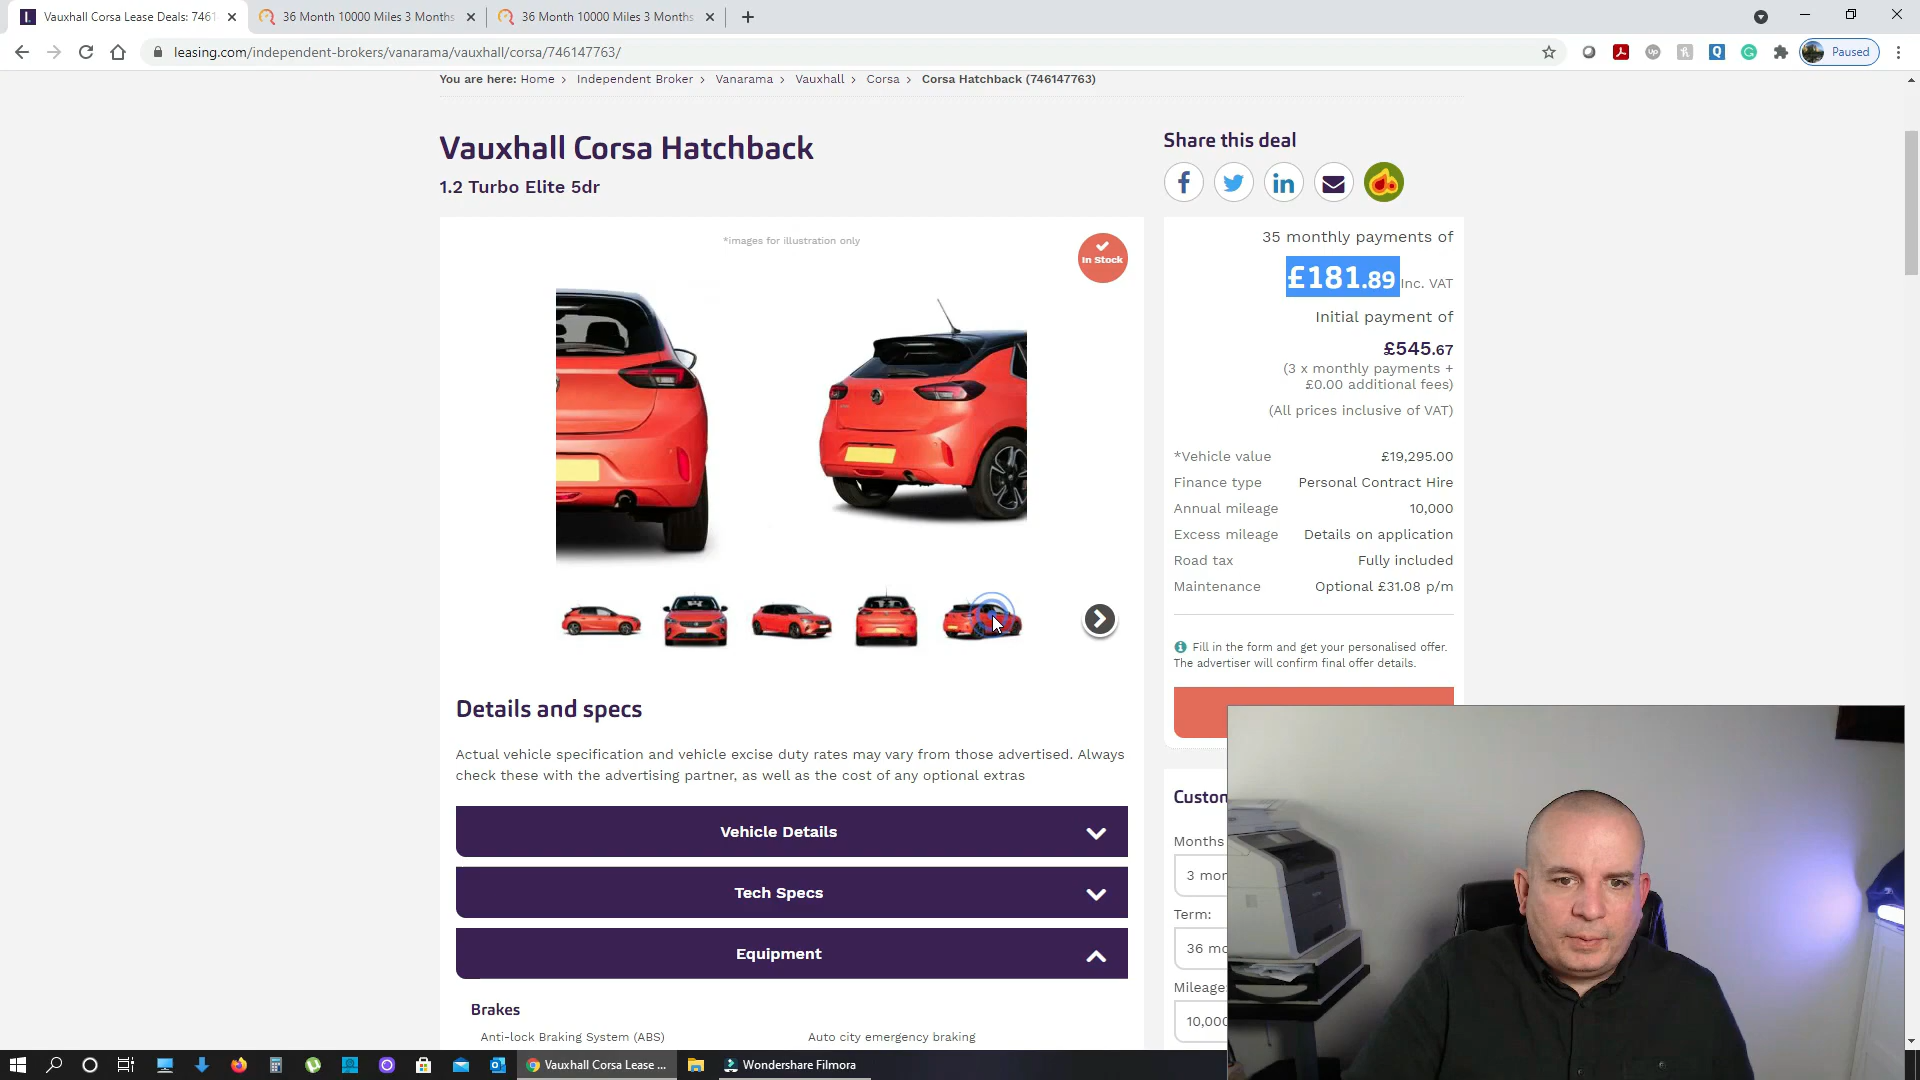 Vauxhall Corsa Lease Deals: 7461
36 Month 10000 Miles 3 Months
36 Month 10000 Miles 3 Months
leasing.com/independent-brokers/vanarama/vauxhall/corsa/746147763/
Paused
You are here: Home > Independent Broker > Vanarama > Vauxhall > Corsa > Corsa Hatchback (746147763)
Vauxhall Corsa Hatchback
1.2 Turbo Elite 5dr
Share this deal
*images for illustration only
In Stock
35 monthly payments of
£181.89 Inc. VAT
Initial payment of
£545.67
(3 x monthly payments +
£0.00 additional fees)
(All prices inclusive of VAT)
*Vehicle value £19,295.00
Finance type Personal Contract Hire
Annual mileage 10,000
Excess mileage Details on application
Road tax Fully included
Maintenance Optional £31.08 p/m
Fill in the form and get your personalised offer.
The advertiser will confirm final offer details.
Details and specs
Actual vehicle specification and vehicle excise duty rates may vary from those advertised. Always
check these with the advertising partner, as well as the cost of any optional extras
Vehicle Details
Tech Specs
Equipment
Brakes
Anti-lock Braking System (ABS) Auto city emergency braking
Custom
Months
3 mon
Term:
36 mo
Mileage
10,000
Vauxhall Corsa Lease ...
Wondershare Filmora